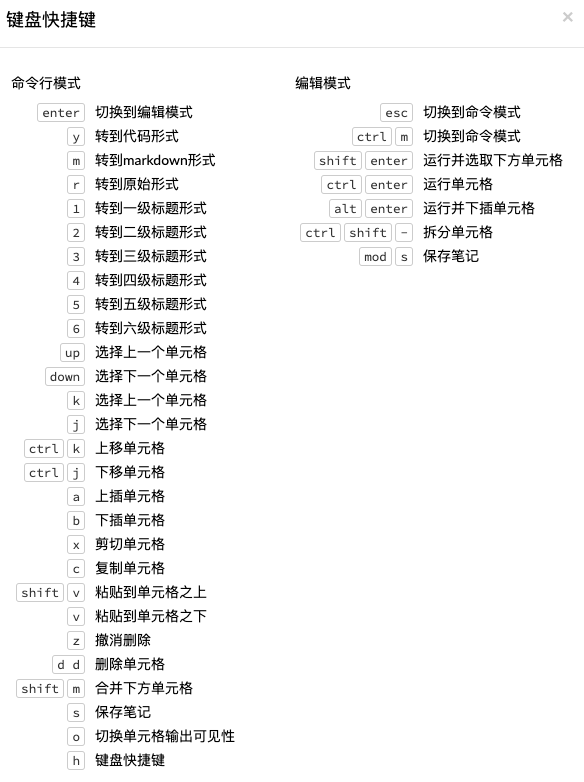 键盘快捷键 ×
命令行模式
enter 切换到编辑模式
y 转到代码形式
m 转到markdown形式
r 转到原始形式
1 转到一级标题形式
2 转到二级标题形式
3 转到三级标题形式
4 转到四级标题形式
5 转到五级标题形式
6 转到六级标题形式
up 选择上一个单元格
down 选择下一个单元格
k 选择上一个单元格
j 选择下一个单元格
ctrl k 上移单元格
ctrl j 下移单元格
a 上插单元格
b 下插单元格
x 剪切单元格
c 复制单元格
shift v 粘贴到单元格之上
v 粘贴到单元格之下
z 撤消删除
d d 删除单元格
shift m 合并下方单元格
s 保存笔记
o 切换单元格输出可见性
h 键盘快捷键
编辑模式
esc 切换到命令模式
ctrl m 切换到命令模式
shift enter 运行并选取下方单元格
ctrl enter 运行单元格
alt enter 运行并下插单元格
ctrl shift - 拆分单元格
mod s 保存笔记